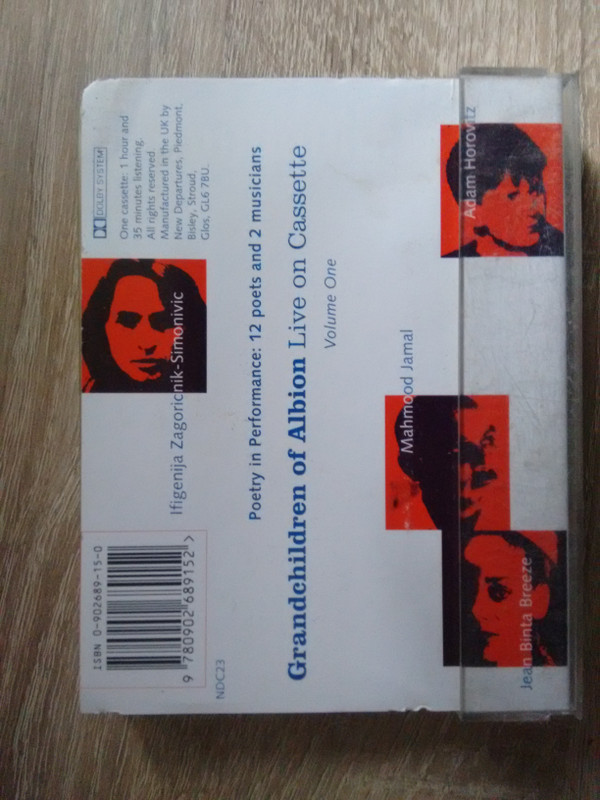 ISBN 0-902689-15-0
9 780902 689152 >
NDC23
Ifigenija Zagoricnik-Simonivic
DOLBY SYSTEM
One cassette: 1 hour and
35 minutes listening.
All rights reserved
Manufactured in the UK by
New Departures, Piedmont,
Bisley, Stroud,
Glos, GL6 7BU.
Poetry in Performance: 12 poets and 2 musicians
Grandchildren of Albion Live on Cassette
Volume One
Mahmood Jamal
Adam Horovitz
Jean Binta Breeze